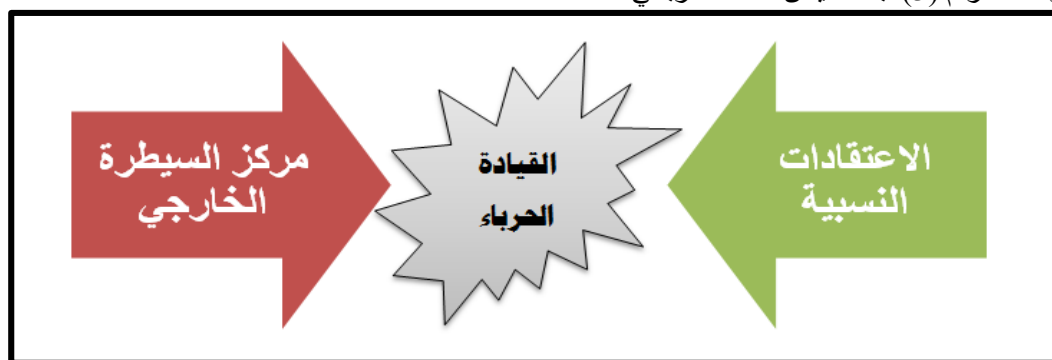 الاعتقادات
النسبية
القيادة
الحرباء
مركز السيطرة
الخارجي